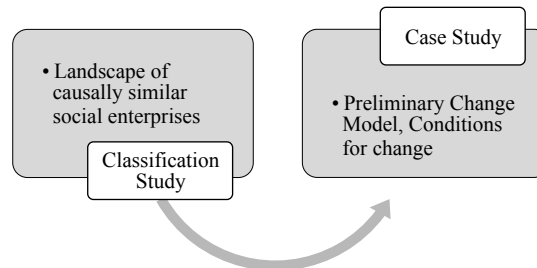 • Landscape of
causally similar
social enterprises
Classification
Study
Case Study
• Preliminary Change
Model, Conditions
for change